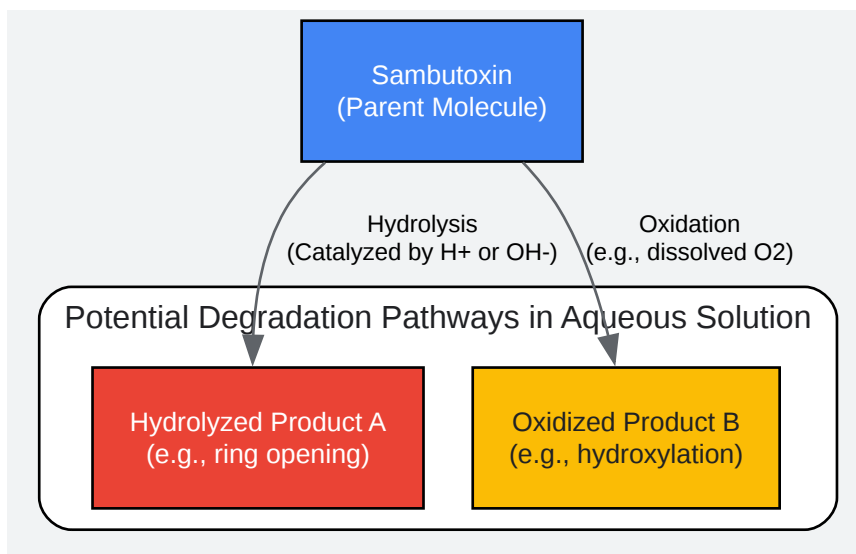 Sambutoxin
(Parent Molecule)
Hydrolysis
(Catalyzed by H+ or OH-)
Oxidation
(e.g., dissolved O2)
Potential Degradation Pathways in Aqueous Solution
Hydrolyzed Product A
(e.g., ring opening)
Oxidized Product B
(e.g., hydroxylation)